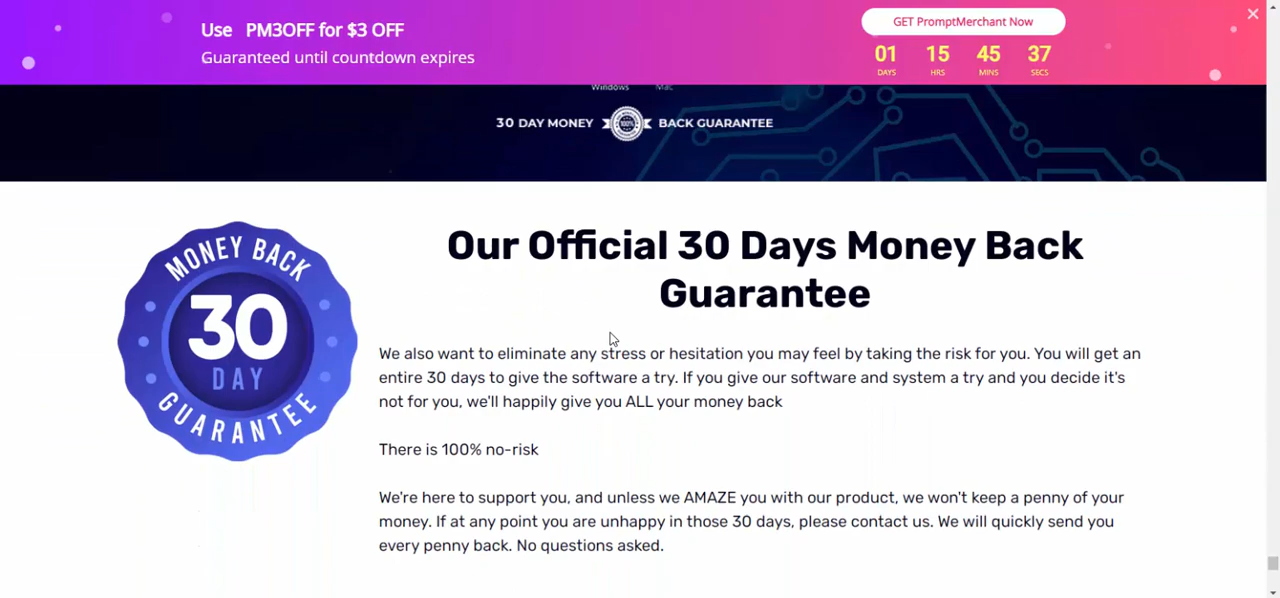 Use PM3OFF for $3 OFF
Guaranteed until countdown expires
GET PromptMerchant Now
01 15 45 37
DAYS HRS MINS SECS
Windows Mac
30 DAY MONEY 100% BACK GUARANTEE
MONEY BACK
30
DAY
GUARANTEE
Our Official 30 Days Money Back
Guarantee
We also want to eliminate any stress or hesitation you may feel by taking the risk for you. You will get an
entire 30 days to give the software a try. If you give our software and system a try and you decide it's
not for you, we'll happily give you ALL your money back
There is 100% no-risk
We're here to support you, and unless we AMAZE you with our product, we won't keep a penny of your
money. If at any point you are unhappy in those 30 days, please contact us. We will quickly send you
every penny back. No questions asked.